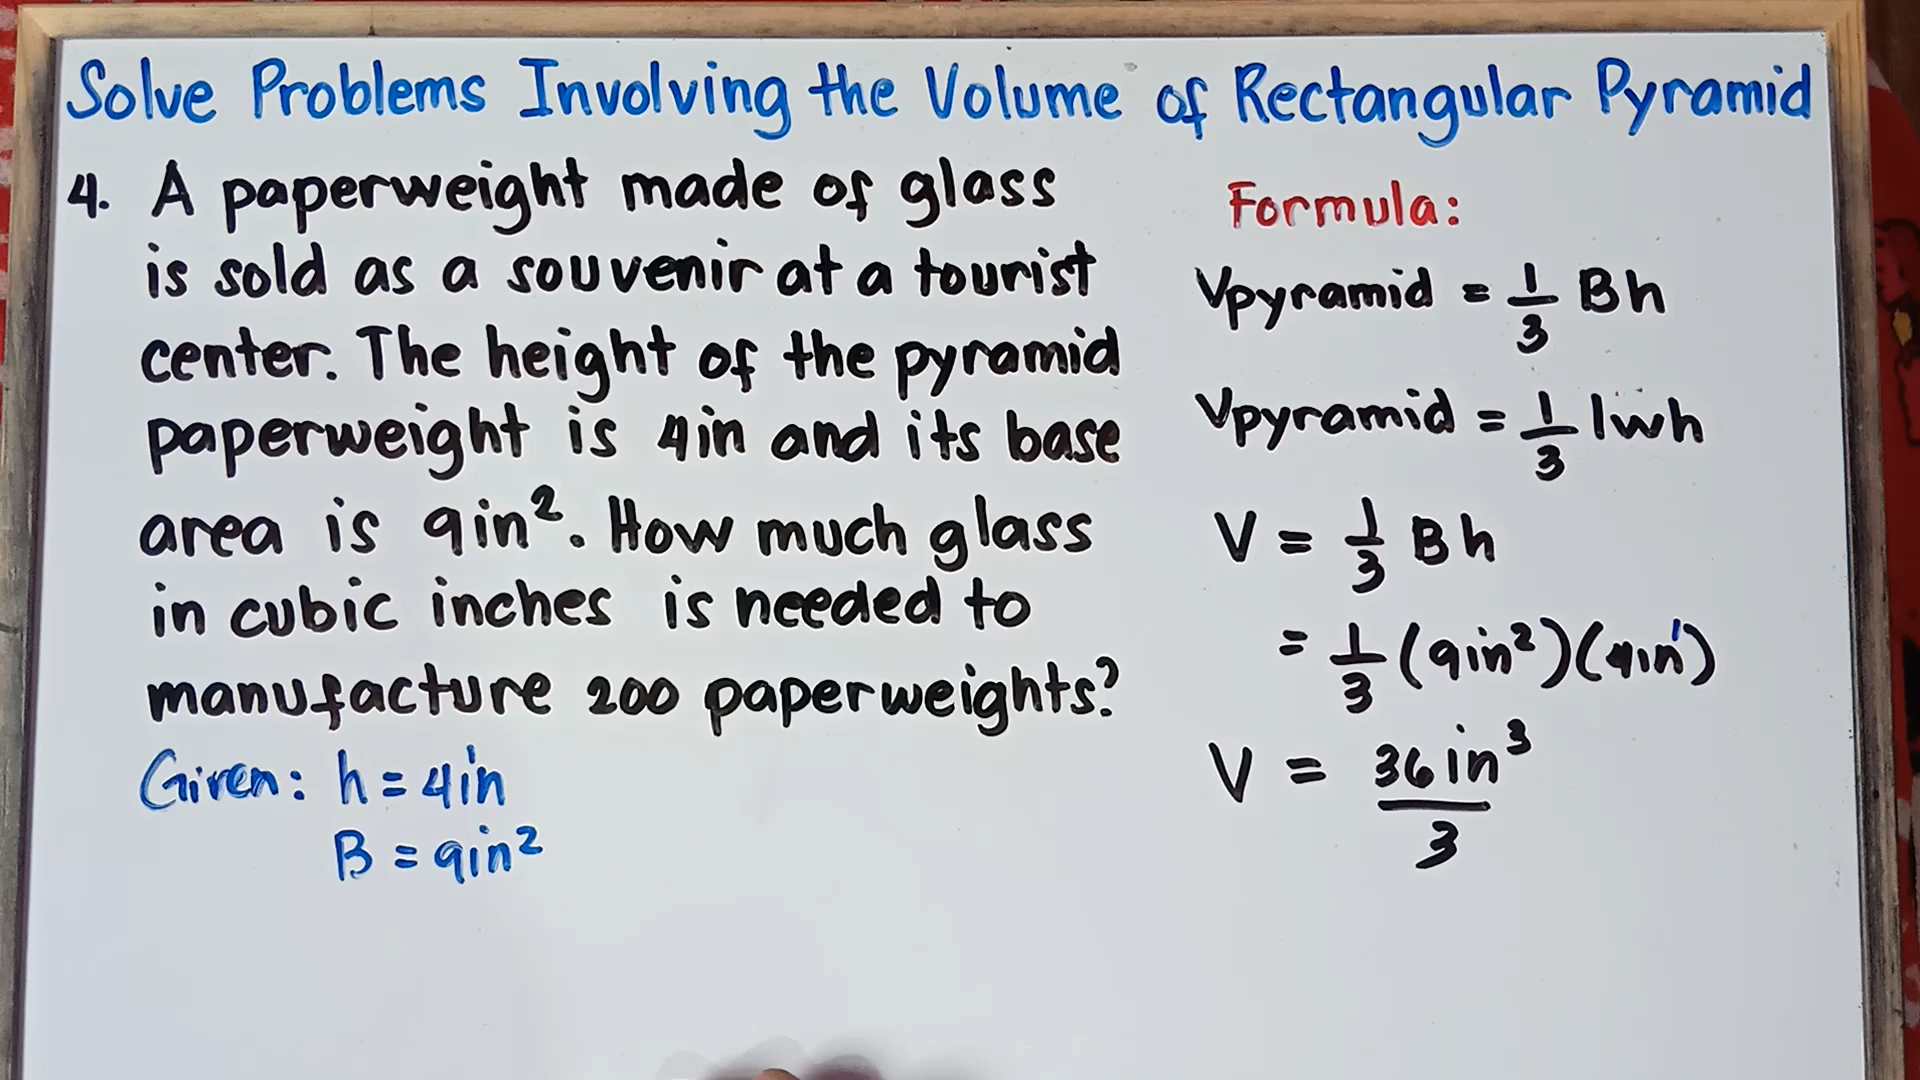 Solve Problems Involving the Volume of Rectangular Pyramid
4. A paperweight made of glass
is sold as a souvenir at a tourist
center. The height of the pyramid
paperweight is 4in and its base
area is 9in². How much glass
in cubic inches is needed to
manufacture 200 paperweights?
Given: h = 4in
B = 9in²
Formula:
Vpyramid = 1/3 Bh
Vpyramid = 1/3 lwh
V = 1/3 Bh
= 1/3 (9in²)(4in¹)
V = 36in³/3